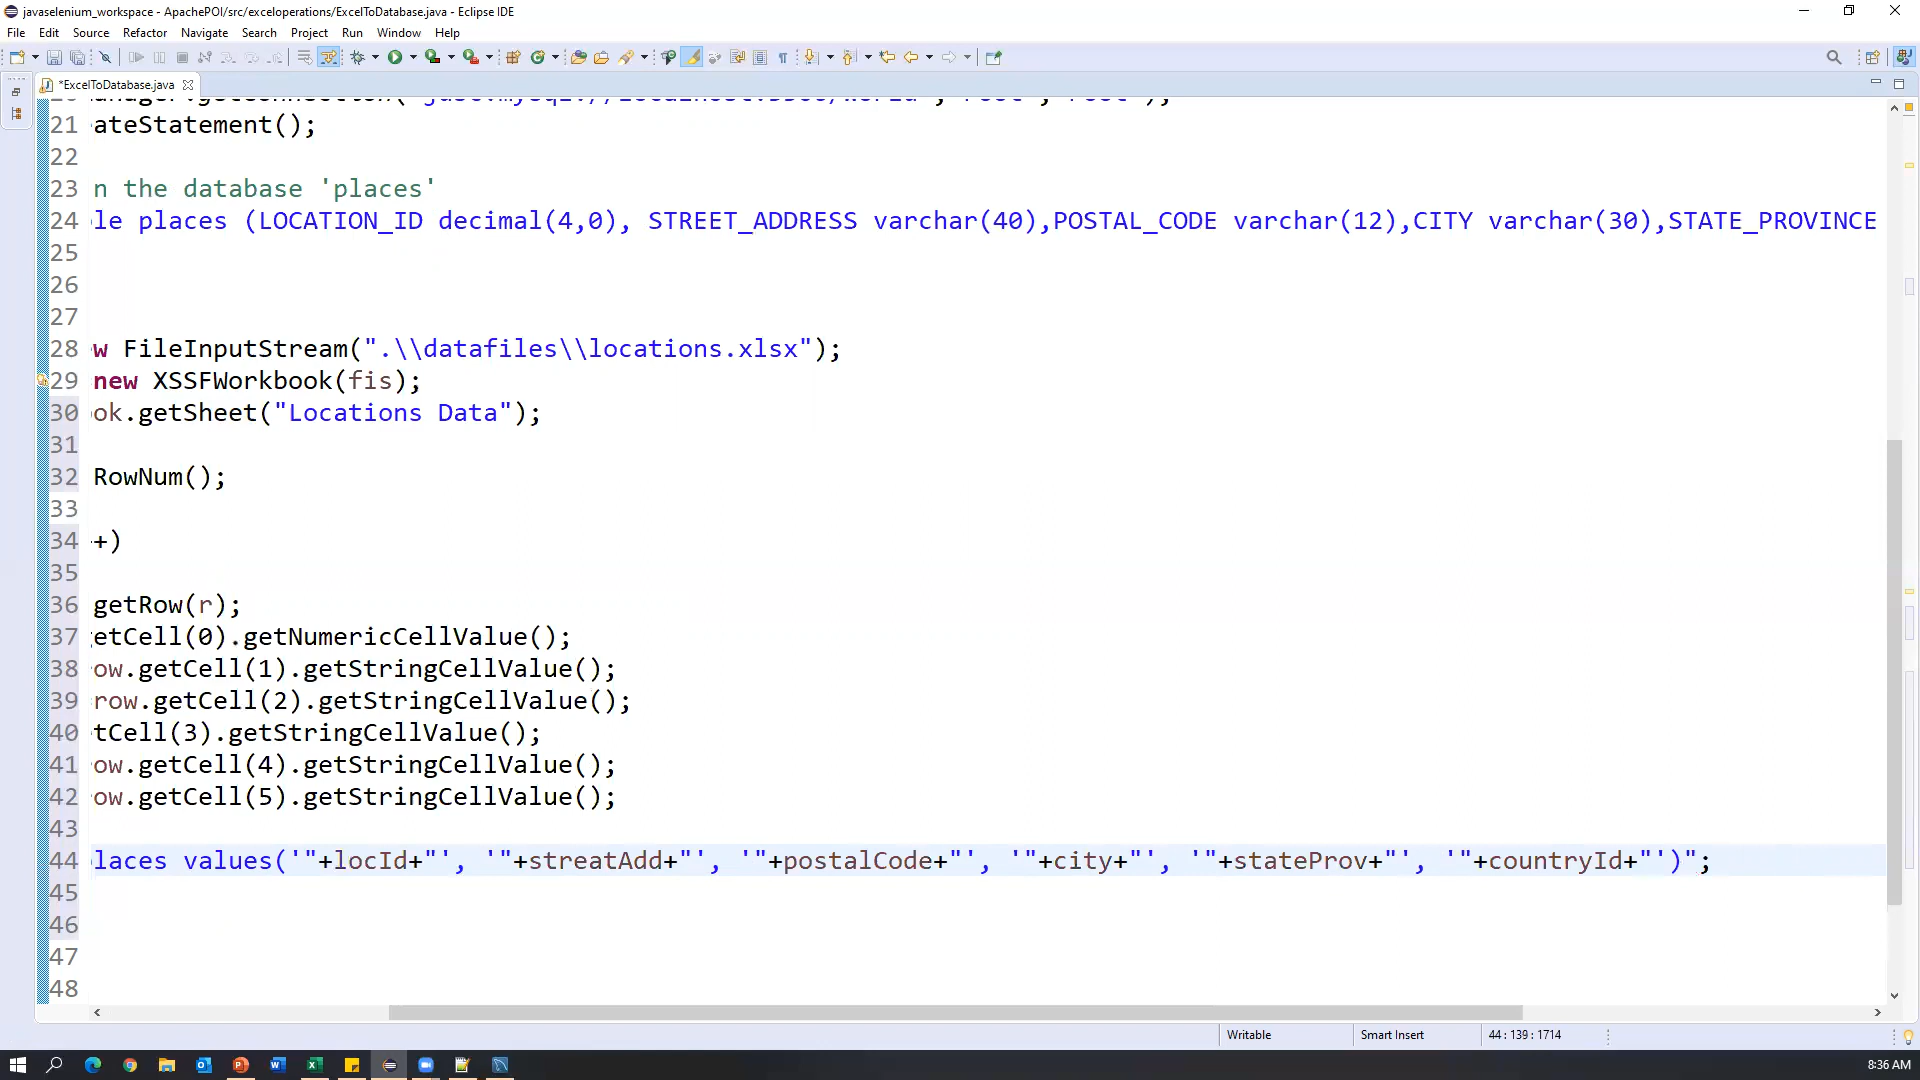 javaselenium_workspace - ApachePOI/src/exceloperations/ExcelToDatabase.java - Eclipse IDE
File Edit Source Refactor Navigate Search Project Run Window Help
*ExcelToDatabase.java
21 ateStatement();
22
23 n the database 'places'
24 le places (LOCATION_ID decimal(4,0), STREET_ADDRESS varchar(40),POSTAL_CODE varchar(12),CITY varchar(30),STATE_PROVINCE
25
26
27
28 w FileInputStream(".\\datafiles\\locations.xlsx");
29 new XSSFWorkbook(fis);
30 ok.getSheet("Locations Data");
31
32 RowNum();
33
34 +)
35
36 getRow(r);
37 etCell(0).getNumericCellValue();
38 ow.getCell(1).getStringCellValue();
39 row.getCell(2).getStringCellValue();
40 tCell(3).getStringCellValue();
41 ow.getCell(4).getStringCellValue();
42 ow.getCell(5).getStringCellValue();
43
44 laces values('"+locId+"', '"+streatAdd+"', '"+postalCode+"', '"+city+"', '"+stateProv+"', '"+countryId+"')";
45
46
47
48
Writable Smart Insert 44 : 139 : 1714
8:36 AM